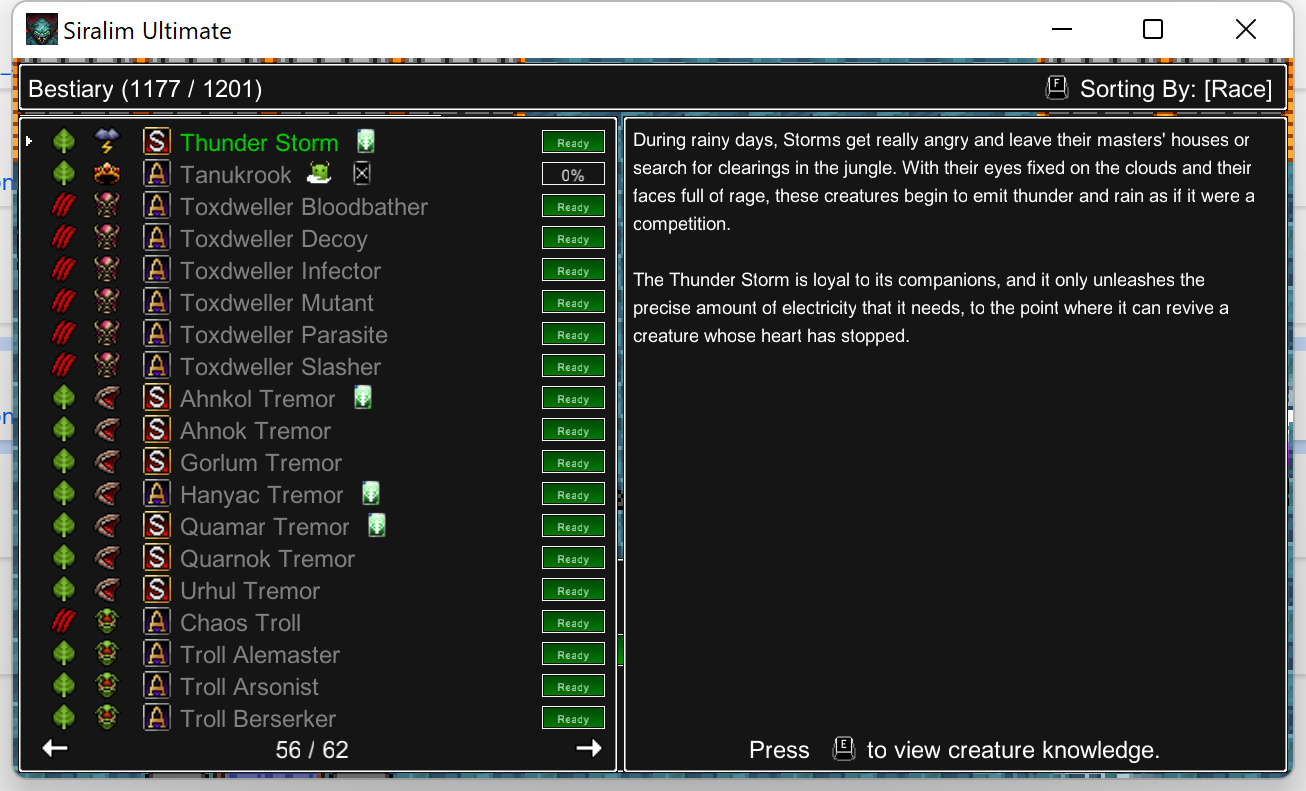 Siralim Ultimate
Bestiary (1177 / 1201)
F Sorting By: [Race]
S Thunder Storm Ready
A Tanukrook 0%
A Toxdweller Bloodbather Ready
A Toxdweller Decoy Ready
A Toxdweller Infector Ready
A Toxdweller Mutant Ready
A Toxdweller Parasite Ready
A Toxdweller Slasher Ready
S Ahnkol Tremor Ready
S Ahnok Tremor Ready
S Gorlum Tremor Ready
A Hanyac Tremor Ready
S Quamar Tremor Ready
S Quarnok Tremor Ready
S Urhul Tremor Ready
A Chaos Troll Ready
A Troll Alemaster Ready
A Troll Arsonist Ready
A Troll Berserker Ready
56 / 62
During rainy days, Storms get really angry and leave their masters' houses or
search for clearings in the jungle. With their eyes fixed on the clouds and their
faces full of rage, these creatures begin to emit thunder and rain as if it were a
competition.
The Thunder Storm is loyal to its companions, and it only unleashes the
precise amount of electricity that it needs, to the point where it can revive a
creature whose heart has stopped.
Press E to view creature knowledge.